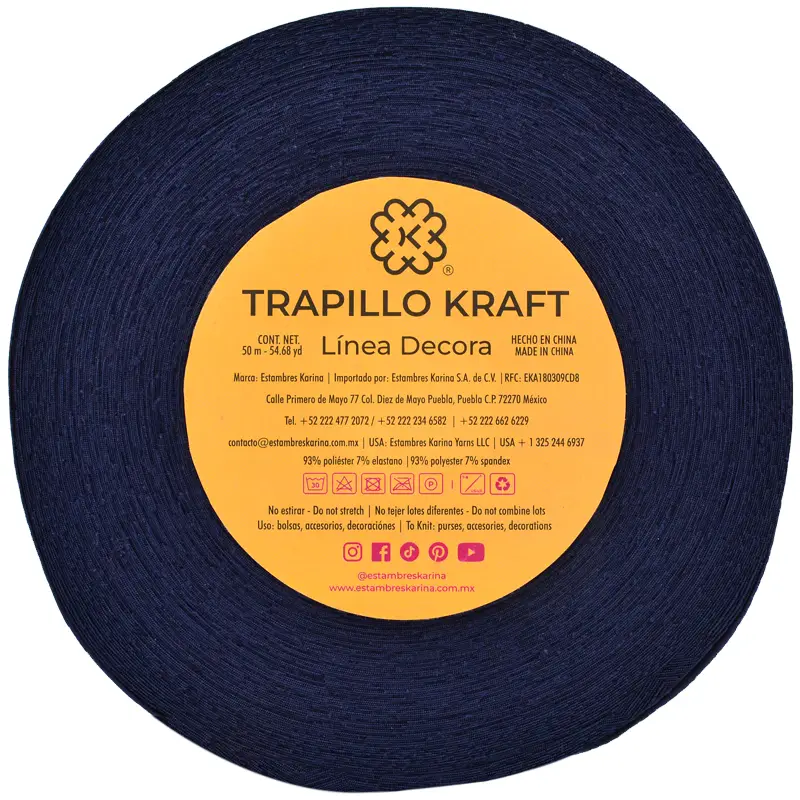 K
®
TRAPILLO KRAFT
CONT. NET.
50 m - 54.68 yd
Línea Decora
HECHO EN CHINA
MADE IN CHINA
Marca: Estambres Karina | Importado por: Estambres Karina S.A. de C.V. | RFC: EKA180309CD8
Calle Primero de Mayo 77 Col. Diez de Mayo Puebla, Puebla C.P. 72270 México
Tel. +52 222 477 2072 / +52 222 234 6582 | +52 222 662 6229
contacto@estambreskarina.com.mx | USA: Estambres Karina Yarns LLC | USA + 1 325 244 6937
93% poliéster 7% elastano | 93% polyester 7% spandex
30 P
No estirar - Do not stretch | No tejer lotes diferentes - Do not combine lots
Uso: bolsas, accesorios, decoraciónes | To Knit: purses, accesories, decorations
@estambreskarina
www.estambreskarina.com.mx